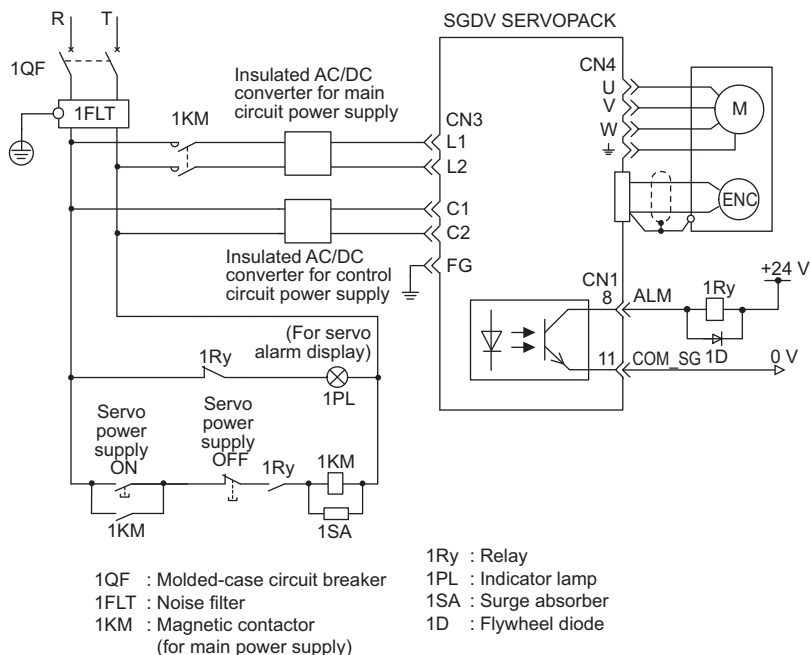 SGDV SERVOPACK
R T
1QF
1FLT
1KM
Insulated AC/DC
converter for main
circuit power supply
Insulated AC/DC
converter for control
circuit power supply
CN3
L1
L2
C1
C2
FG
CN4
U
V
W
M
ENC
CN1
8 ALM
1Ry
+24 V
1D
11 COM_SG
0 V
(For servo
alarm display)
1Ry
1PL
Servo
power
supply
ON
1KM
Servo
power
supply
OFF
1Ry
1KM
1SA
1QF : Molded-case circuit breaker
1FLT : Noise filter
1KM : Magnetic contactor
(for main power supply)
1Ry : Relay
1PL : Indicator lamp
1SA : Surge absorber
1D : Flywheel diode